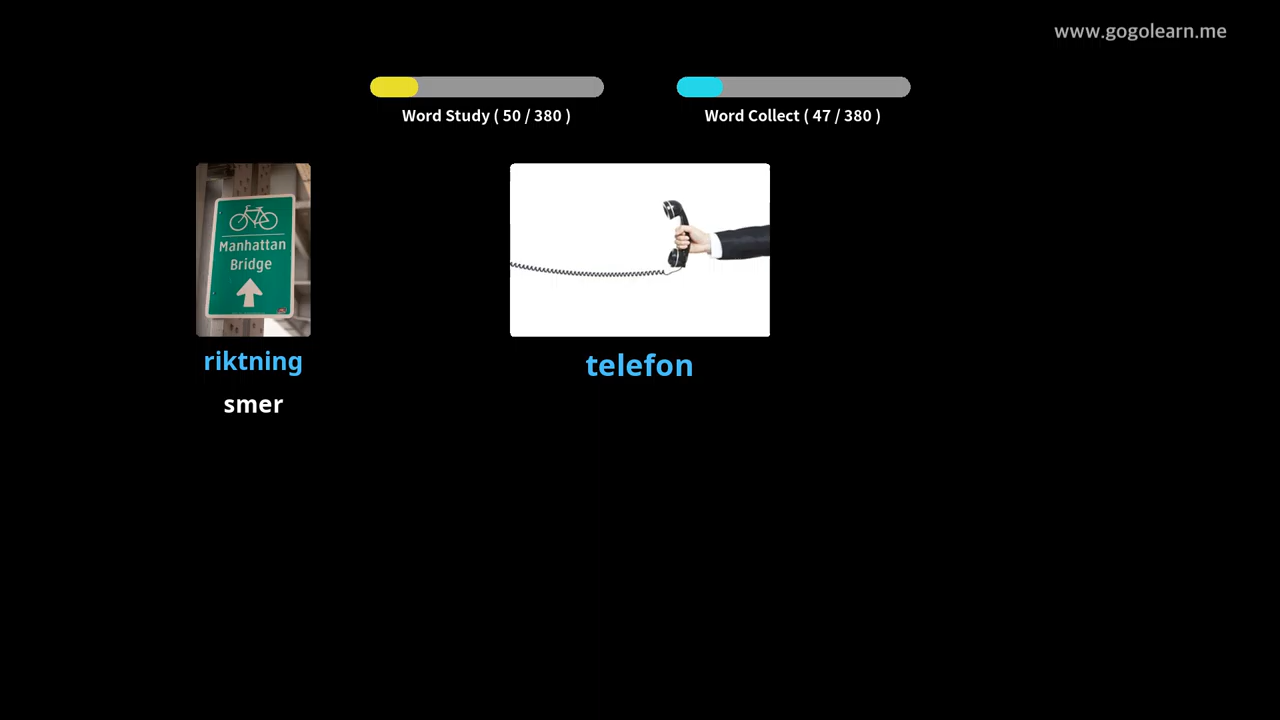 www.gogolearn.me
Word Study ( 50 / 380 )
Word Collect ( 47 / 380 )
Manhattan
Bridge
riktning
smer
telefon